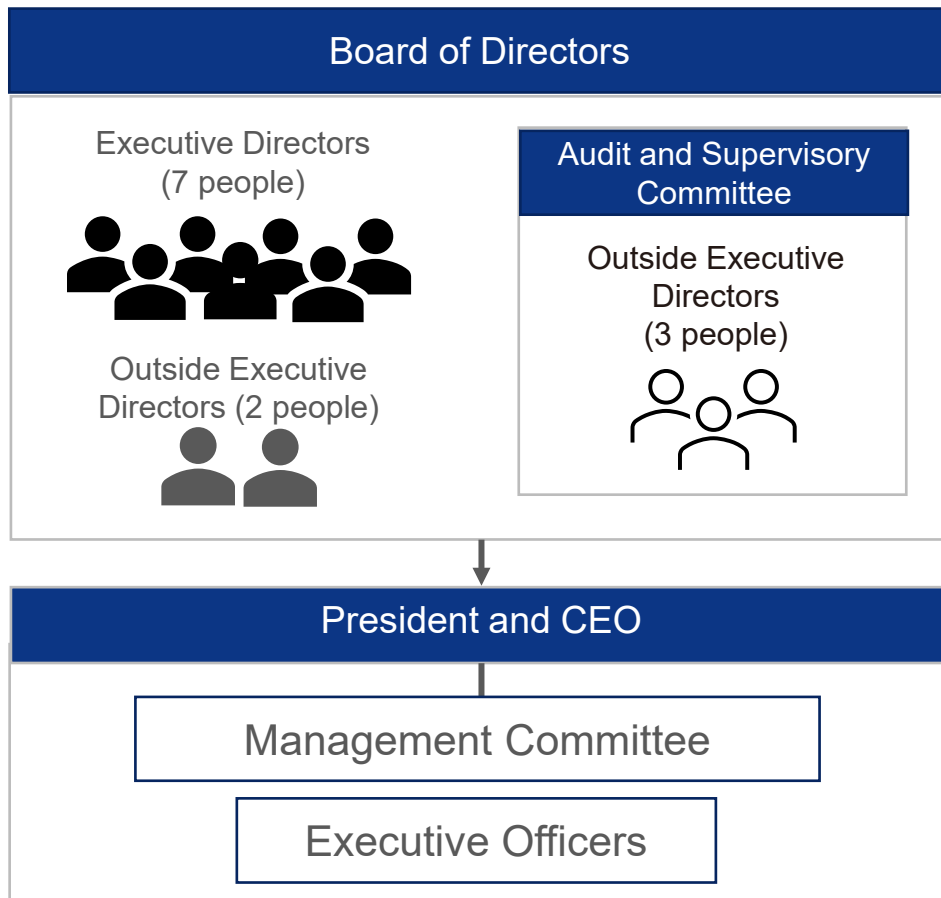 Board of Directors
Executive Directors
(7 people)
Outside Executive
Directors (2 people)
Audit and Supervisory
Committee
Outside Executive
Directors
(3 people)
President and CEO
Management Committee
Executive Officers